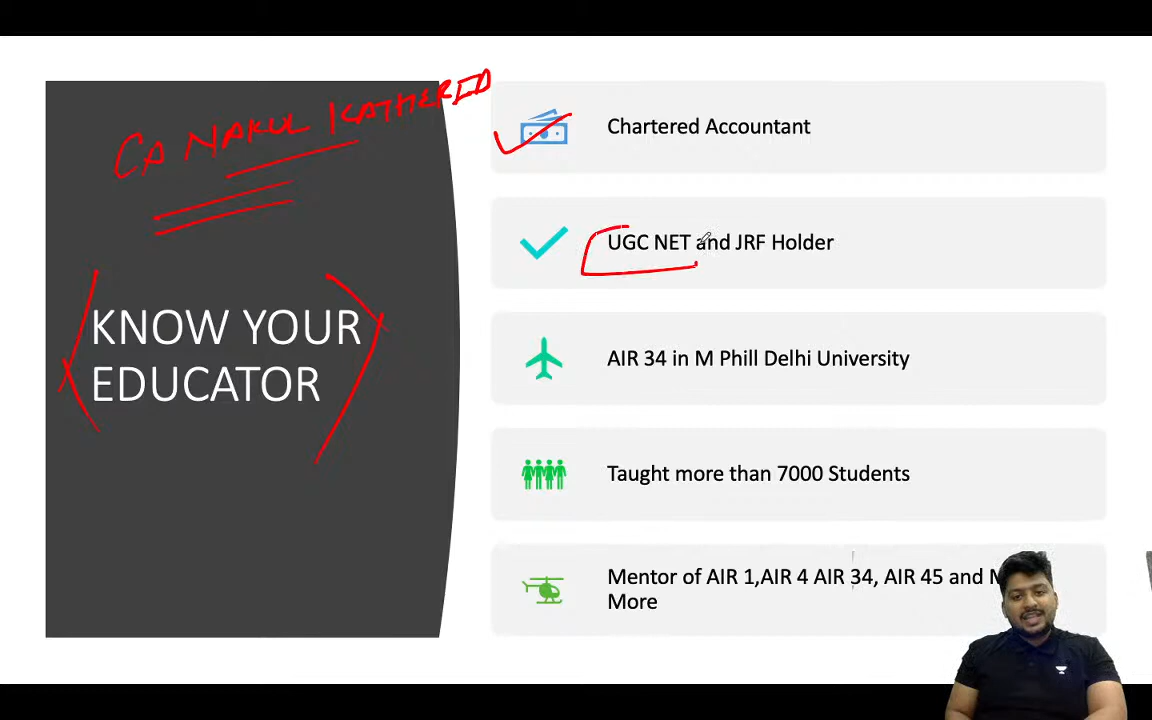 CA NAKUL KATHERED
KNOW YOUR
EDUCATOR
Chartered Accountant
UGC NET and JRF Holder
AIR 34 in M Phill Delhi University
Taught more than 7000 Students
Mentor of AIR 1,AIR 4 AIR 34, AIR 45 and
More